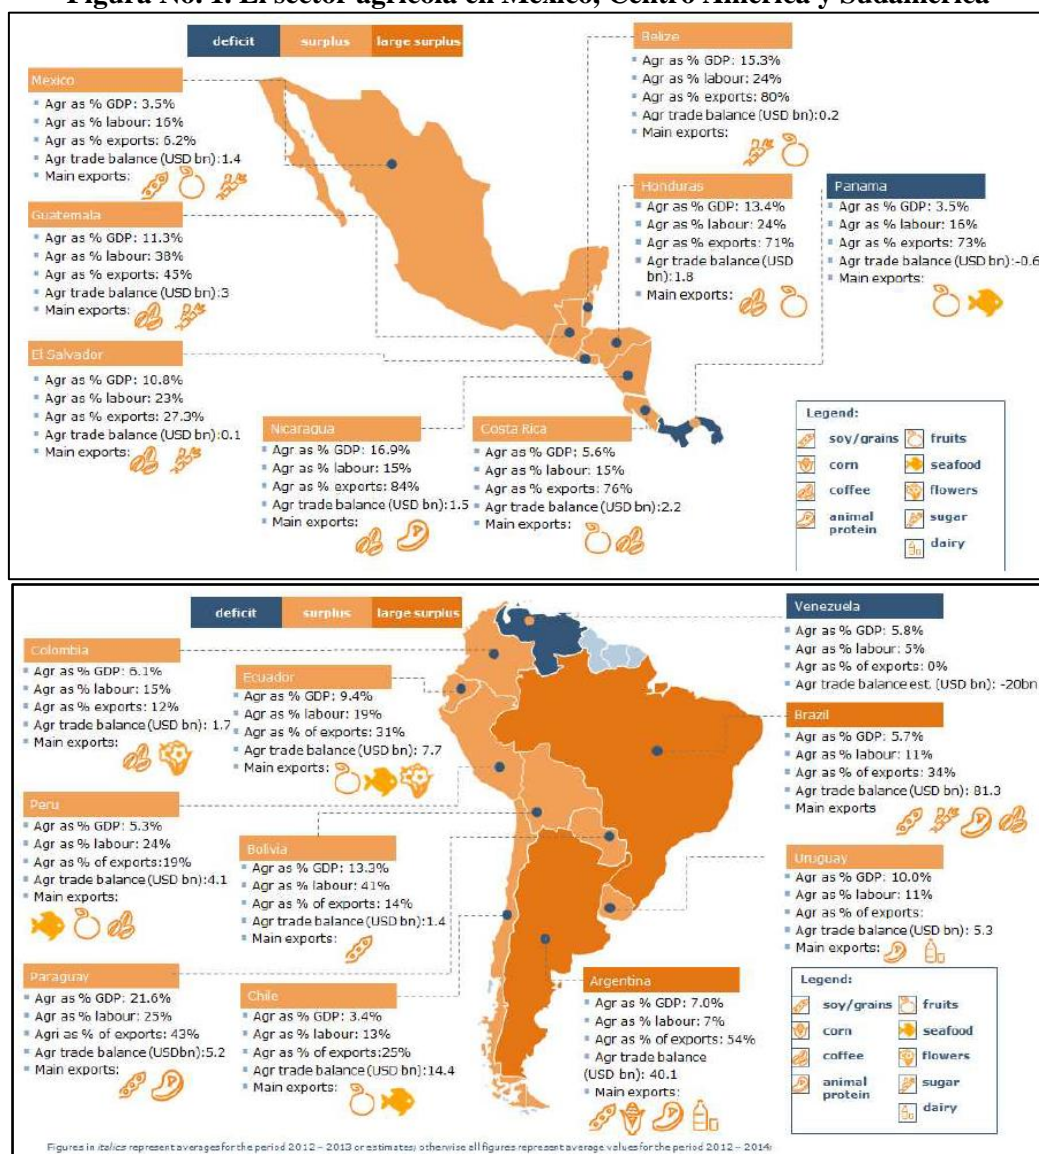 Figura No. 1. El sector agrícola en México, Centro América y Sudamérica
deficit surplus large surplus
Mexico
Agr as % GDP: 3.5%
Agr as % labour: 16%
Agr as % exports: 6.2%
Agr trade balance (USD bn):1.4
Main exports:
Guatemala
Agr as % GDP: 11.3%
Agr as % labour: 38%
Agr as % exports: 45%
Agr trade balance (USD bn):3
Main exports:
El Salvador
Agr as % GDP: 10.8%
Agr as % labour: 23%
Agr as % exports: 27.3%
Agr trade balance (USD bn):0.1
Main exports:
Nicaragua
Agr as % GDP: 16.9%
Agr as % labour: 15%
Agr as % exports: 84%
Agr trade balance (USD bn):1.5
Main exports:
Costa Rica
Agr as % GDP: 5.6%
Agr as % labour: 15%
Agr as % exports: 76%
Agr trade balance (USD bn):2.2
Main exports:
Belize
Agr as % GDP: 15.3%
Agr as % labour: 24%
Agr as % exports: 80%
Agr trade balance (USD bn):0.2
Main exports:
Honduras
Agr as % GDP: 13.4%
Agr as % labour: 24%
Agr as % exports: 71%
Agr trade balance (USD
bn):1.8
Main exports:
Panama
Agr as % GDP: 3.5%
Agr as % labour: 16%
Agr as % exports: 73%
Agr trade balance (USD bn):-0.6
Main exports:
Legend:
soy/grains fruits
corn seafood
coffee flowers
animal sugar
protein
dairy
deficit surplus large surplus
Colombia
Agr as % GDP: 6.1%
Agr as % labour: 15%
Agr as % exports: 12%
Agr trade balance (USD bn): 1.7
Main exports:
Ecuador
Agr as % GDP: 9.4%
Agr as % labour: 19%
Agr as % of exports: 31%
Agr trade balance (USD bn): 7.7
Main exports:
Peru
Agr as % GDP: 5.3%
Agr as % labour: 24%
Agr as % of exports:19%
Agr trade balance (USD bn):4.1
Main exports:
Bolivia
Agr as % GDP: 13.3%
Agr as % labour: 41%
Agr as % of exports: 14%
Agr trade balance (USD bn):1.4
Main exports:
Paraguay
Agr as % GDP: 21.6%
Agr as % labour: 25%
Agri as % of exports: 43%
Agr trade balance (USDbn):5.2
Main exports:
Chile
Agr as % GDP: 3.4%
Agr as % labour: 13%
Agr as % of exports:25%
Agr trade balance (USD bn):14.4
Main exports:
Argentina
Agr as % GDP: 7.0%
Agr as % labour: 7%
Agr as % of exports: 54%
Agr trade balance
(USD bn): 40.1
Main exports:
Venezuela
Agr as % GDP: 5.8%
Agr as % labour: 5%
Agr as % of exports: 0%
Agr trade balance est. (USD bn): -20bn
Brazil
Agr as % GDP: 5.7%
Agr as % labour: 11%
Agr as % of exports: 34%
Agr trade balance (USD bn): 81.3
Main exports
Uruguay
Agr as % GDP: 10.0%
Agr as % labour: 11%
Agr as % of exports:
Agr trade balance (USD bn): 5.3
Main exports:
Legend:
soy/grains fruits
corn seafood
coffee flowers
animal sugar
protein
dairy
Figures in italics represent averages for the period 2012 – 2013 or estimates; otherwise all figures represent average values for the period 2012 – 2014;